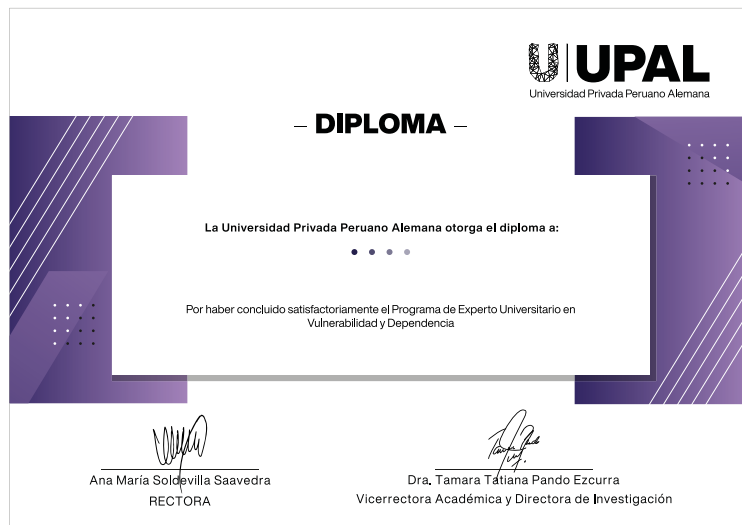 UPAL
Universidad Privada Peruano Alemana
– DIPLOMA –
La Universidad Privada Peruano Alemana otorga el diploma a:
Por haber concluido satisfactoriamente el Programa de Experto Universitario en
Vulnerabilidad y Dependencia
Ana María Soldevilla Saavedra
RECTORA
Dra. Tamara Tatiana Pando Ezcurra
Vicerrectora Académica y Directora de Investigación